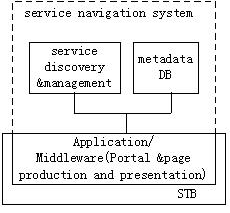 service navigation system
service
discovery
&management
metadata
DB
Application/
Middleware(Portal &page
production and presentation)
STB